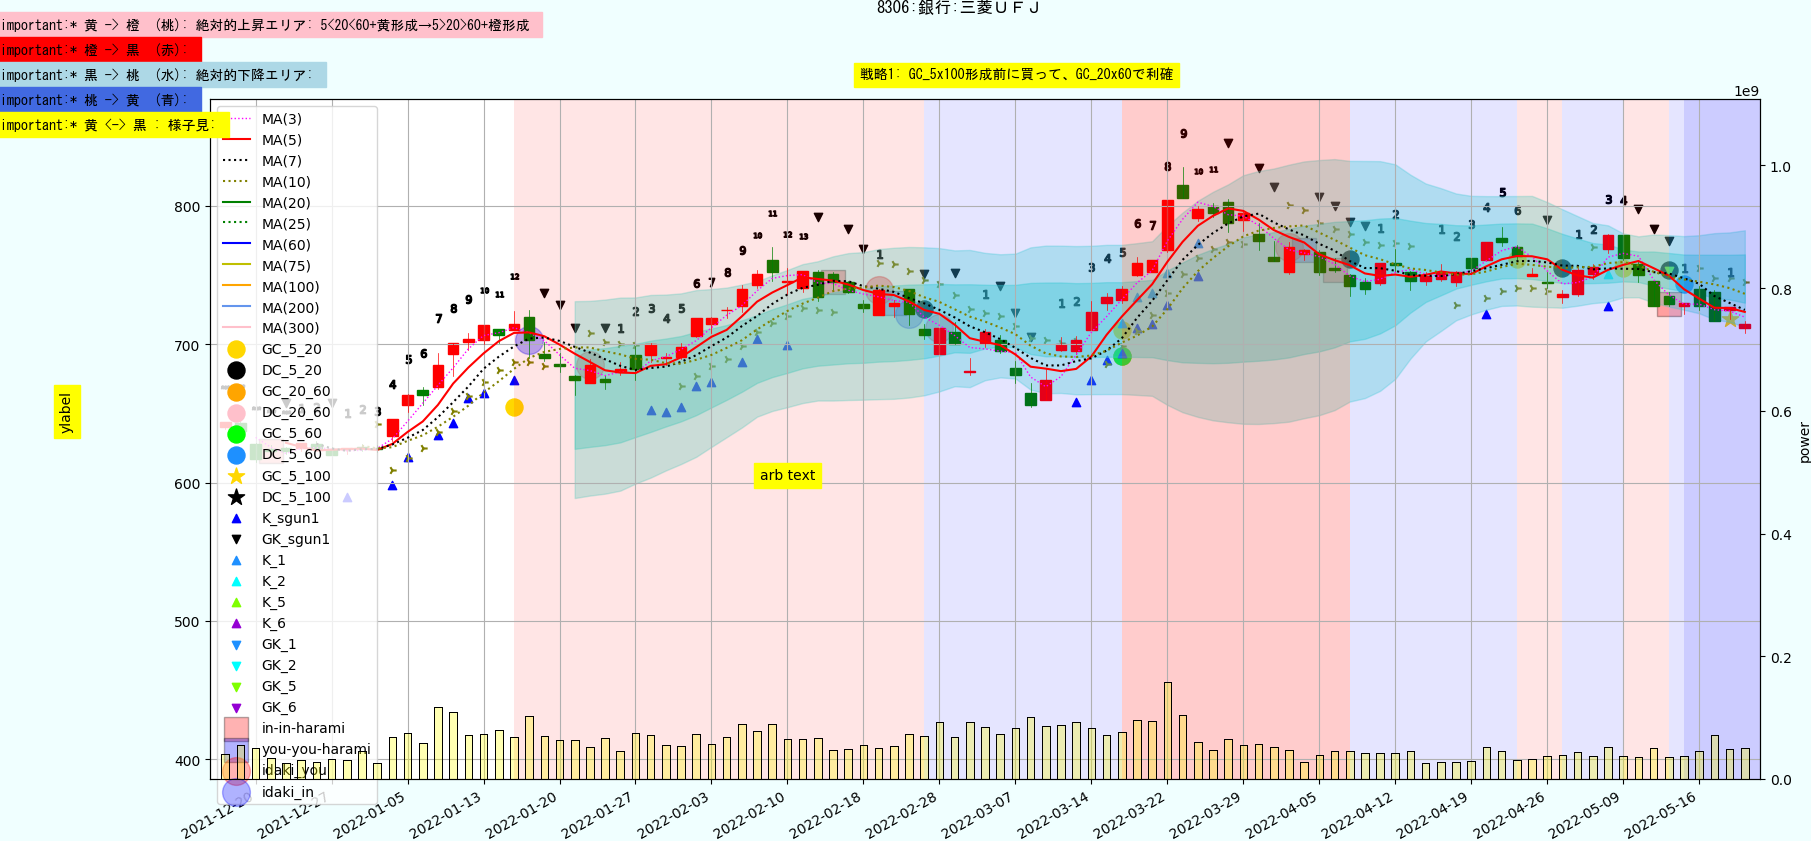 8306:銀行:三菱ＵＦＪ
important:* 黄 -> 橙 (桃): 絶対的上昇エリア: 5<20<60+黄形成→5>20>60+橙形成
important:* 橙 -> 黒 (赤):
important:* 黒 -> 桃 (水): 絶対的下降エリア:
important:* 桃 -> 黄 (青):
important:* 黄 <-> 黒 : 様子見:
戦略1: GC_5x100形成前に買って、GC_20x60で利確
1e9
MA(3)
MA(5)
MA(7)
MA(10)
MA(20)
MA(25)
MA(60)
MA(75)
MA(100)
MA(200)
MA(300)
GC_5_20
DC_5_20
GC_20_60
DC_20_60
GC_5_60
DC_5_60
GC_5_100
DC_5_100
K_sgun1
GK_sgun1
K_1
K_2
K_5
K_6
GK_1
GK_2
GK_5
GK_6
in-in-harami
you-you-harami
idaki_you
idaki_in
ylabel
800
700
600
500
400
arb text
1.0
0.8
0.6
0.4
0.2
0.0
power
2021-12-20
2021-12-27
2022-01-05
2022-01-13
2022-01-20
2022-01-27
2022-02-03
2022-02-10
2022-02-18
2022-02-28
2022-03-07
2022-03-14
2022-03-22
2022-03-29
2022-04-05
2022-04-12
2022-04-19
2022-04-26
2022-05-09
2022-05-16